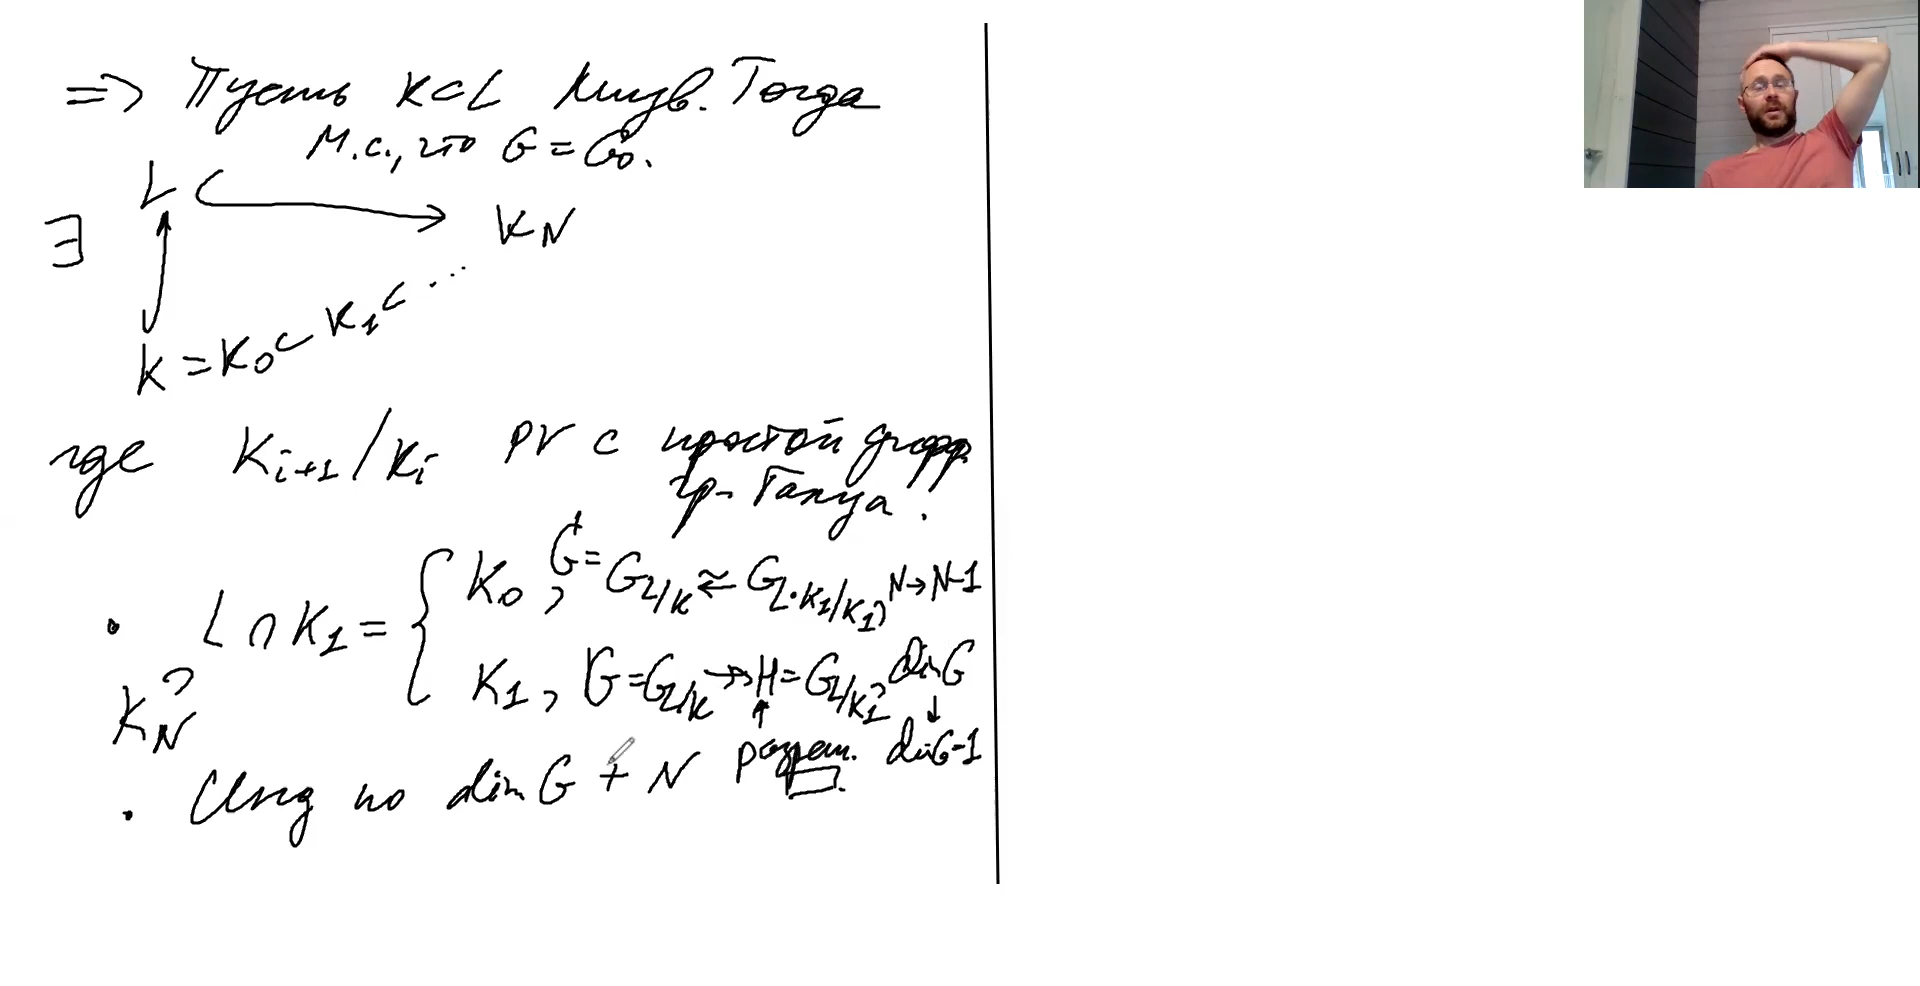 => Пусть K ⊂ L лиув. Тогда
М.с., что G = G₀.
L ↪ K_N
∃
K = K₀ ⊂ K₁ ⊂ ...
где K_{i+1}/K_i PV с простой дифф.
гр. Галуа!
• L ∩ K₁ = { K₀, G = G_{L/K} ≃ G_{L·K₁/K₁}, N → N-1
K₁, G = G_{L/K} ↠ H = G_{L/K₁}, dim G
K_N ↑ ↓
разреш. dim G-1
• Инд по dim G + N □.